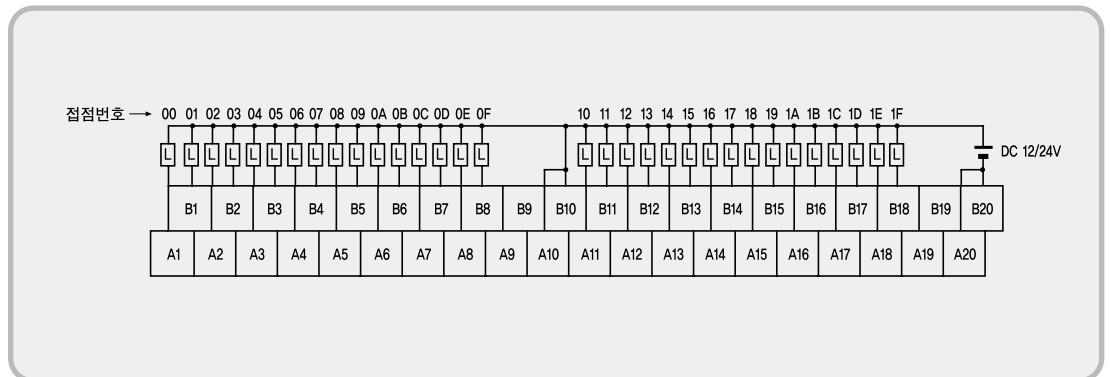 접점번호 → 00 01 02 03 04 05 06 07 08 09 0A 0B 0C 0D 0E 0F 10 11 12 13 14 15 16 17 18 19 1A 1B 1C 1D 1E 1F
L L L L L L L L L L L L L L L L L L L L L L L L L L L L L L L L DC 12/24V
B1 B2 B3 B4 B5 B6 B7 B8 B9 B10 B11 B12 B13 B14 B15 B16 B17 B18 B19 B20
A1 A2 A3 A4 A5 A6 A7 A8 A9 A10 A11 A12 A13 A14 A15 A16 A17 A18 A19 A20